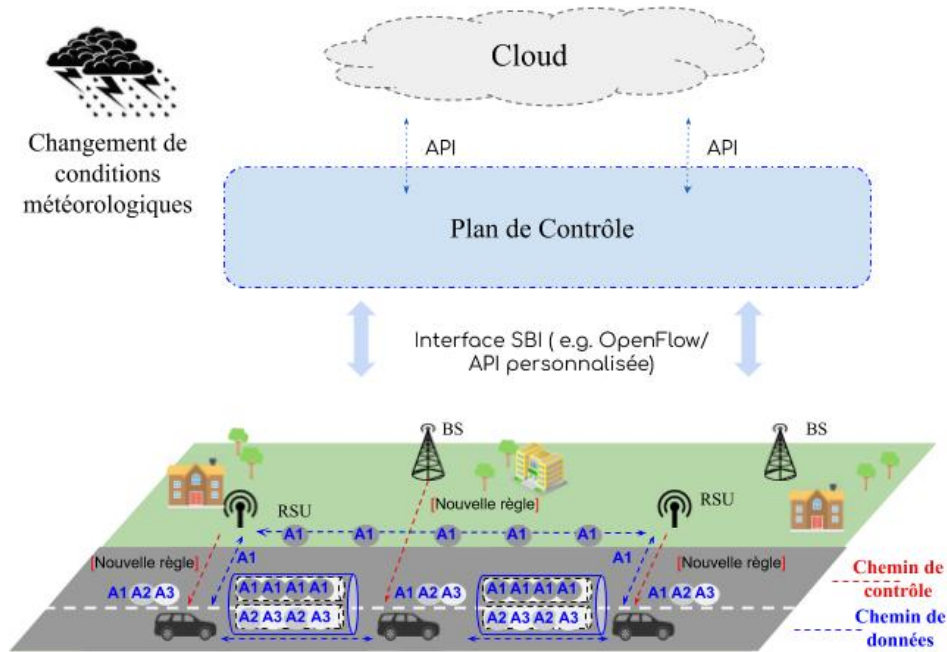 Cloud
Changement de
conditions
météorologiques
API
API
Plan de Contrôle
Interface SBI ( e.g. OpenFlow/
API personnalisée)
BS
BS
[Nouvelle règle]
RSU
RSU
A1 A1 A1 A1 A1
[Nouvelle règle]
A1
A1
[Nouvelle règle]
A1 A2 A3
A1 A1 A1 A1
A2 A3 A2 A3
A1 A2 A3
A1 A1 A1 A1
A2 A3 A2 A3
A1 A2 A3
Chemin de
contrôle
Chemin de
données